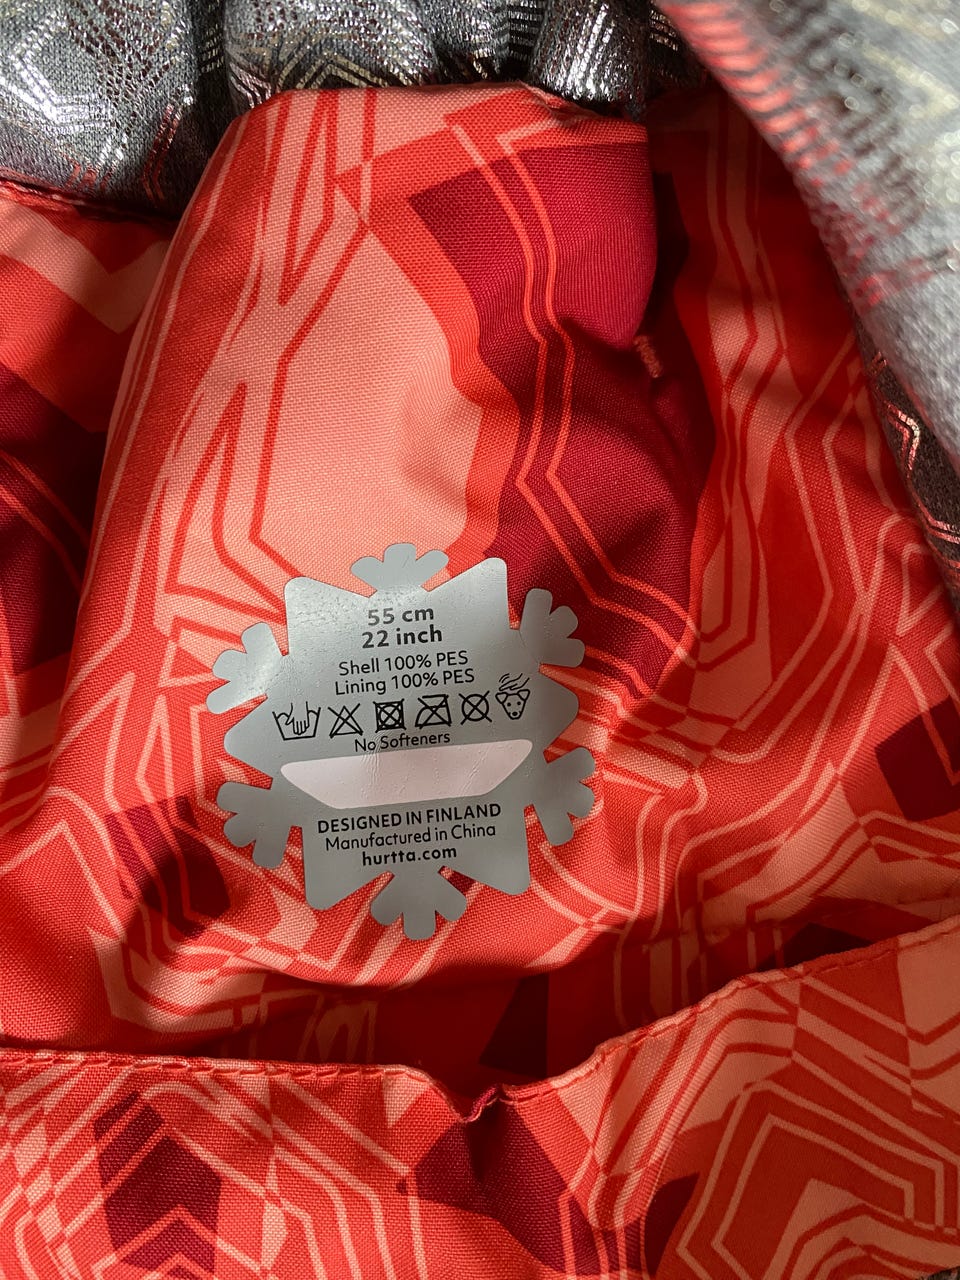 55 cm
22 inch
Shell 100% PES
Lining 100% PES
No Softeners
DESIGNED IN FINLAND
Manufactured in China
hurtta.com